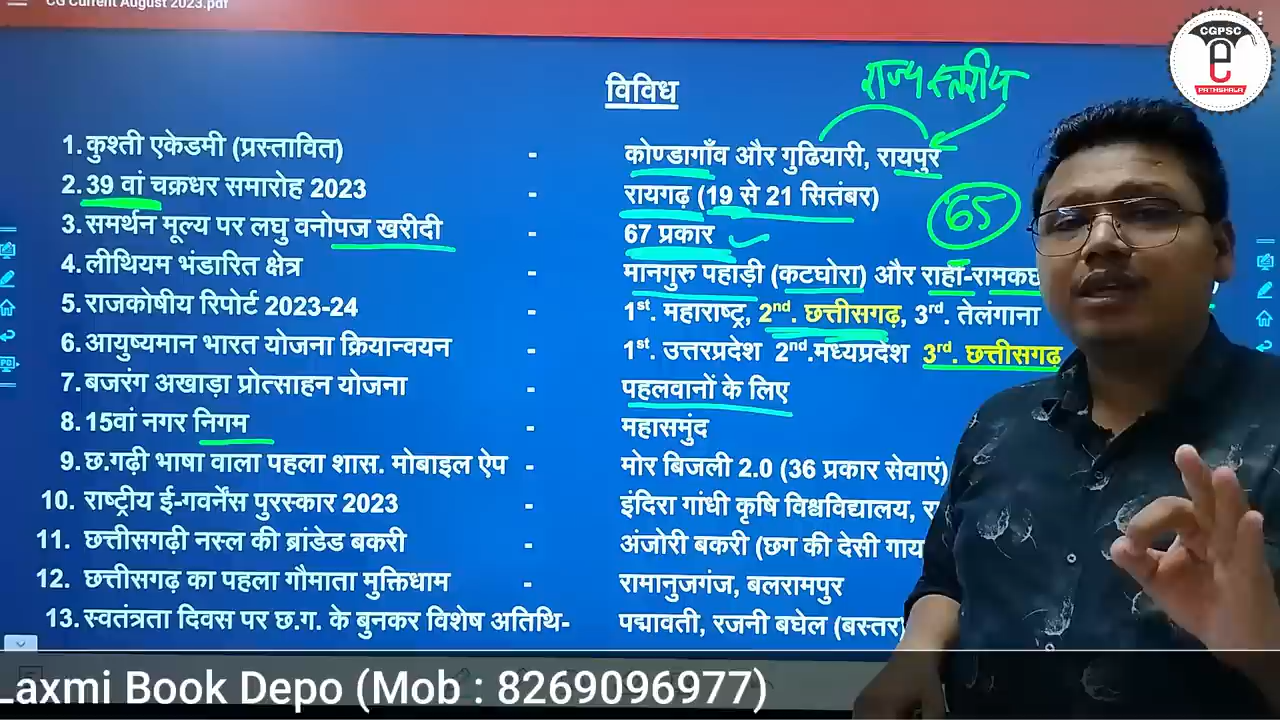 CG Current August 2023.pdf
CGPSC
e
PATHSHALA
राज्य स्तरीय
विविध
1. कुश्ती एकेडमी (प्रस्तावित) - कोण्डागाँव और गुढियारी, रायपुर
2. 39 वां चक्रधर समारोह 2023 - रायगढ़ (19 से 21 सितंबर)
65
3. समर्थन मूल्य पर लघु वनोपज खरीदी - 67 प्रकार
4. लीथियम भंडारित क्षेत्र - मानगुरु पहाड़ी (कटघोरा) और राहा-रामकछ
5. राजकोषीय रिपोर्ट 2023-24 - 1st. महाराष्ट्र, 2nd. छत्तीसगढ़, 3rd. तेलंगाना
6. आयुष्यमान भारत योजना क्रियान्वयन - 1st. उत्तरप्रदेश 2nd.मध्यप्रदेश 3rd. छत्तीसगढ़
7. बजरंग अखाड़ा प्रोत्साहन योजना - पहलवानों के लिए
8. 15वां नगर निगम - महासमुंद
9. छ.गढ़ी भाषा वाला पहला शास. मोबाइल ऐप - मोर बिजली 2.0 (36 प्रकार सेवाएं)
10. राष्ट्रीय ई-गवर्नेंस पुरस्कार 2023 - इंदिरा गांधी कृषि विश्वविद्यालय,
11. छत्तीसगढ़ी नस्ल की ब्रांडेड बकरी - अंजोरी बकरी (छग की देसी गाय
12. छत्तीसगढ़ का पहला गौमाता मुक्तिधाम - रामानुजगंज, बलरामपुर
13. स्वतंत्रता दिवस पर छ.ग. के बुनकर विशेष अतिथि- पद्मावती, रजनी बघेल (बस्तर)
Laxmi Book Depo (Mob : 8269096977)